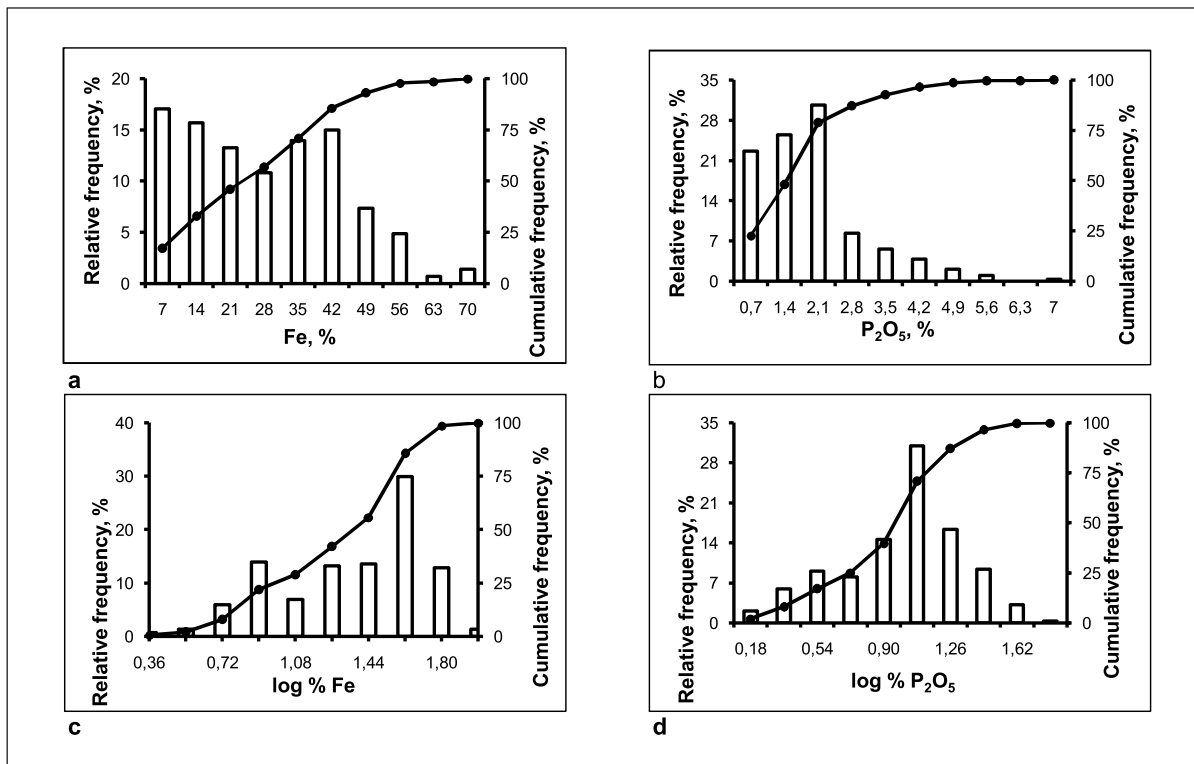 Relative frequency, %
20
15
10
5
0
7 14 21 28 35 42 49 56 63 70
Fe, %
100
75
50
25
0
Cumulative frequency, %
a
Relative frequency, %
35
28
21
14
7
0
0,7 1,4 2,1 2,8 3,5 4,2 4,9 5,6 6,3 7
P₂O₅, %
100
75
50
25
0
Cumulative frequency, %
b
Relative frequency, %
40
30
20
10
0
0,36 0,72 1,08 1,44 1,80
log % Fe
100
75
50
25
0
Cumulative frequency, %
c
Relative frequency, %
35
28
21
14
7
0
0,18 0,54 0,90 1,26 1,62
log % P₂O₅
100
75
50
25
0
Cumulative frequency, %
d